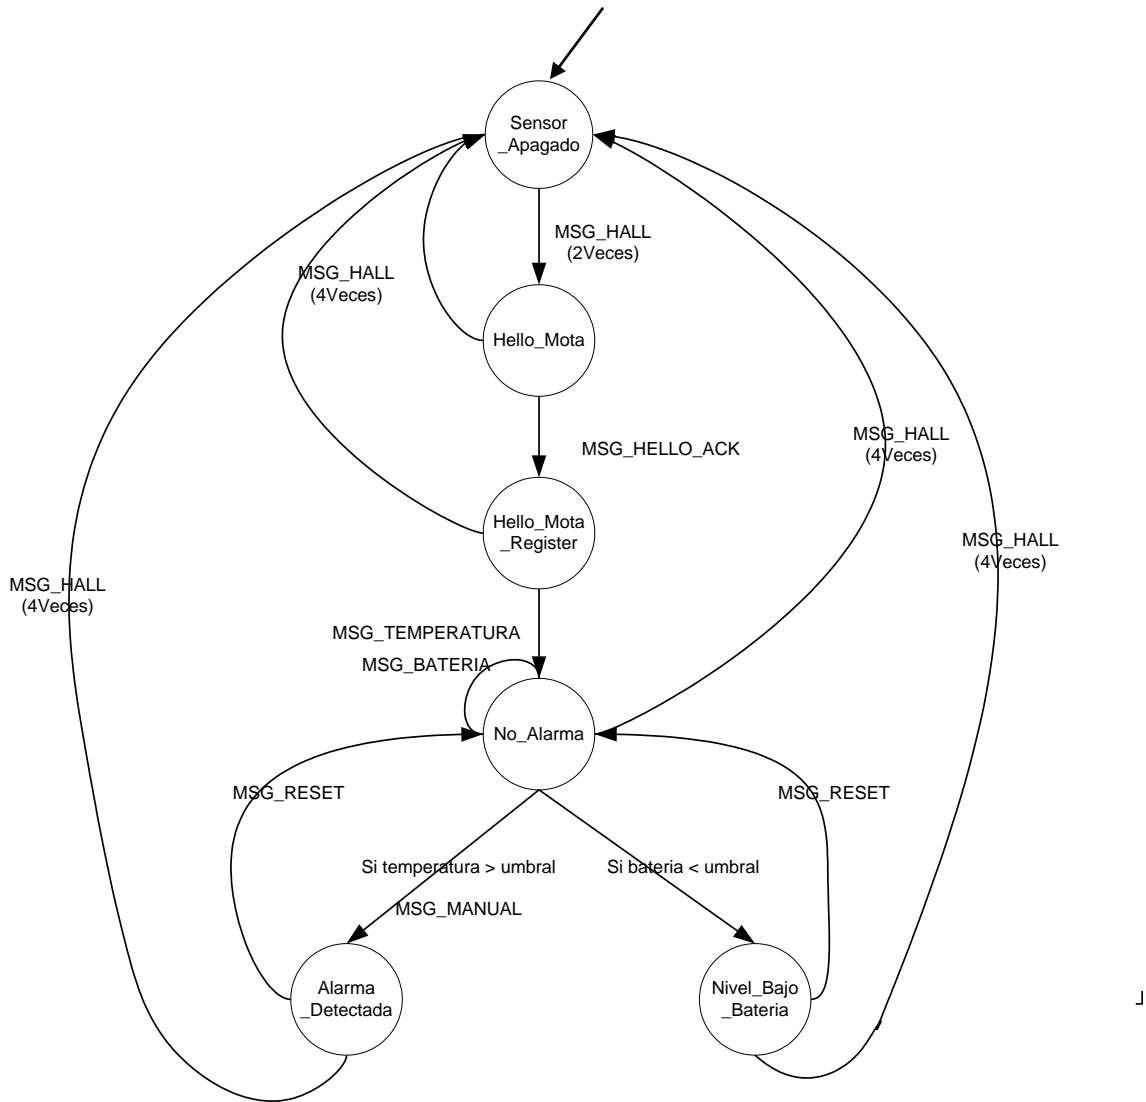 Sensor
_Apagado
MSG_HALL
(2Veces)
MSG_HALL
(4Veces)
Hello_Mota
MSG_HELLO_ACK
MSG_HALL
(4Veces)
Hello_Mota
_Register
MSG_HALL
(4Veces)
MSG_HALL
(4Veces)
MSG_TEMPERATURA
MSG_BATERIA
No_Alarma
MSG_RESET
MSG_RESET
Si temperatura > umbral
Si bateria < umbral
MSG_MANUAL
Alarma
_Detectada
Nivel_Bajo
_Bateria